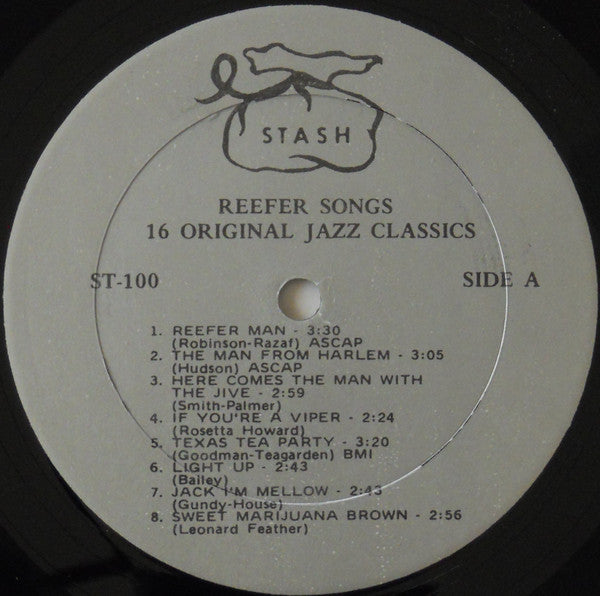 STASH
REEFER SONGS
16 ORIGINAL JAZZ CLASSICS
ST-100 SIDE A
1. REEFER MAN - 3:30
(Robinson-Razaf) ASCAP
2. THE MAN FROM HARLEM - 3:05
(Hudson) ASCAP
3. HERE COMES THE MAN WITH
THE JIVE - 2:59
(Smith-Palmer)
4. IF YOU'RE A VIPER - 2:24
(Rosetta Howard)
5. TEXAS TEA PARTY - 3:20
(Goodman-Teagarden) BMI
6. LIGHT UP - 2:43
(Bailey)
7. JACK I'M MELLOW - 2:43
(Gundy-House)
8. SWEET MARIJUANA BROWN - 2:56
(Leonard Feather)